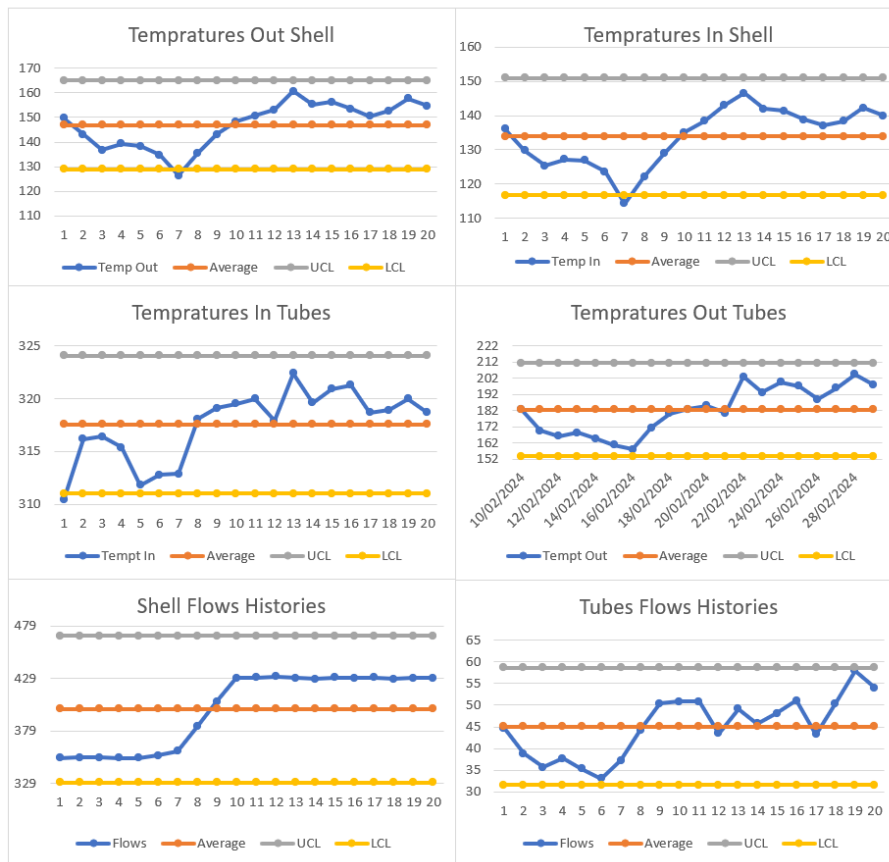 Tempratures Out Shell
170
160
150
140
130
120
110
1 2 3 4 5 6 7 8 9 10 11 12 13 14 15 16 17 18 19 20
Temp Out Average UCL LCL
Tempratures In Shell
160
150
140
130
120
110
1 2 3 4 5 6 7 8 9 10 11 12 13 14 15 16 17 18 19 20
Temp In Average UCL LCL
Tempratures In Tubes
325
320
315
310
1 2 3 4 5 6 7 8 9 10 11 12 13 14 15 16 17 18 19 20
Tempt In Average UCL LCL
Tempratures Out Tubes
222
212
202
192
182
172
162
152
10/02/2024 12/02/2024 14/02/2024 16/02/2024 18/02/2024 20/02/2024 22/02/2024 24/02/2024 26/02/2024 28/02/2024
Tempt Out Average UCL LCL
Shell Flows Histories
479
429
379
329
1 2 3 4 5 6 7 8 9 10 11 12 13 14 15 16 17 18 19 20
Flows Average UCL LCL
Tubes Flows Histories
65
60
55
50
45
40
35
30
1 2 3 4 5 6 7 8 9 10 11 12 13 14 15 16 17 18 19 20
Flows Average UCL LCL